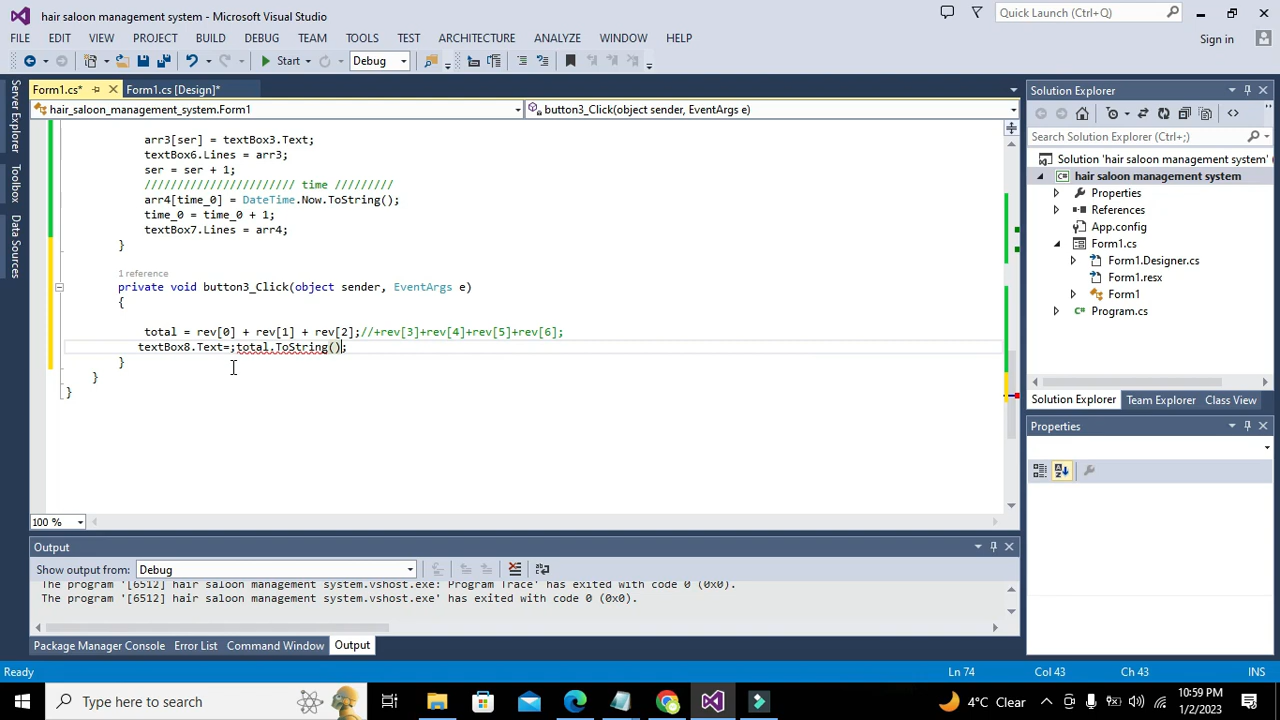 hair saloon management system - Microsoft Visual Studio
Quick Launch (Ctrl+Q)
FILE EDIT VIEW PROJECT BUILD DEBUG TEAM TOOLS TEST ARCHITECTURE ANALYZE WINDOW HELP
Sign in
Start
Debug
Form1.cs*
Form1.cs [Design]*
hair_saloon_management_system.Form1
button3_Click(object sender, EventArgs e)
Server Explorer
Toolbox
Data Sources
arr3[ser] = textBox3.Text;
textBox6.Lines = arr3;
ser = ser + 1;
/////////////////////// time /////////
arr4[time_0] = DateTime.Now.ToString();
time_0 = time_0 + 1;
textBox7.Lines = arr4;
}
1 reference
private void button3_Click(object sender, EventArgs e)
{
total = rev[0] + rev[1] + rev[2];//+rev[3]+rev[4]+rev[5]+rev[6];
textBox8.Text=;total.ToString();
}
}
}
100 %
Output
Show output from: Debug
The program '[6512] hair saloon management system.vshost.exe: Program Trace' has exited with code 0 (0x0).
The program '[6512] hair saloon management system.vshost.exe' has exited with code 0 (0x0).
Package Manager Console Error List Command Window Output
Solution Explorer
Search Solution Explorer (Ctrl+;)
Solution 'hair saloon management system' (
C# hair saloon management system
Properties
References
App.config
Form1.cs
Form1.Designer.cs
Form1.resx
Form1
Program.cs
Solution Explorer Team Explorer Class View
Properties
Ready
Ln 74
Col 43
Ch 43
INS
Type here to search
4°C Clear
10:59 PM
1/2/2023